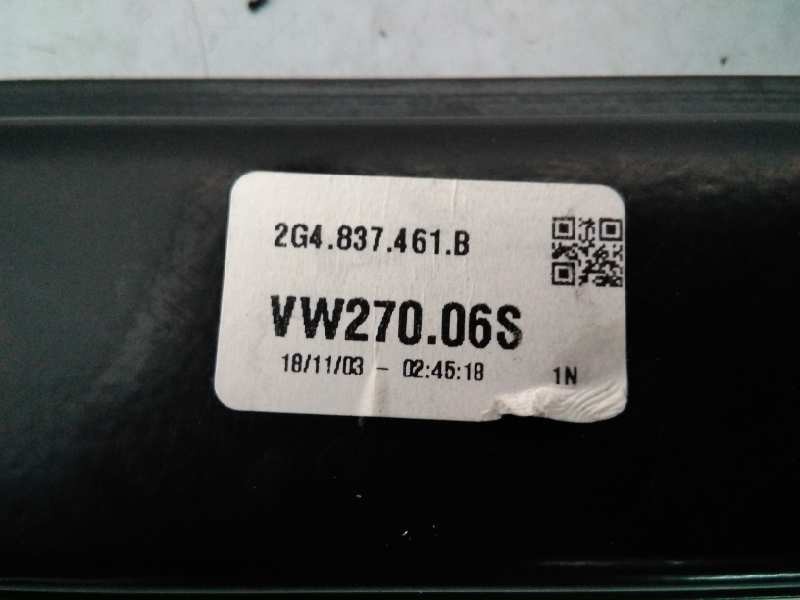 2G4.837.461.B
VW270.06S
18/11/03 - 02:45:18
1N